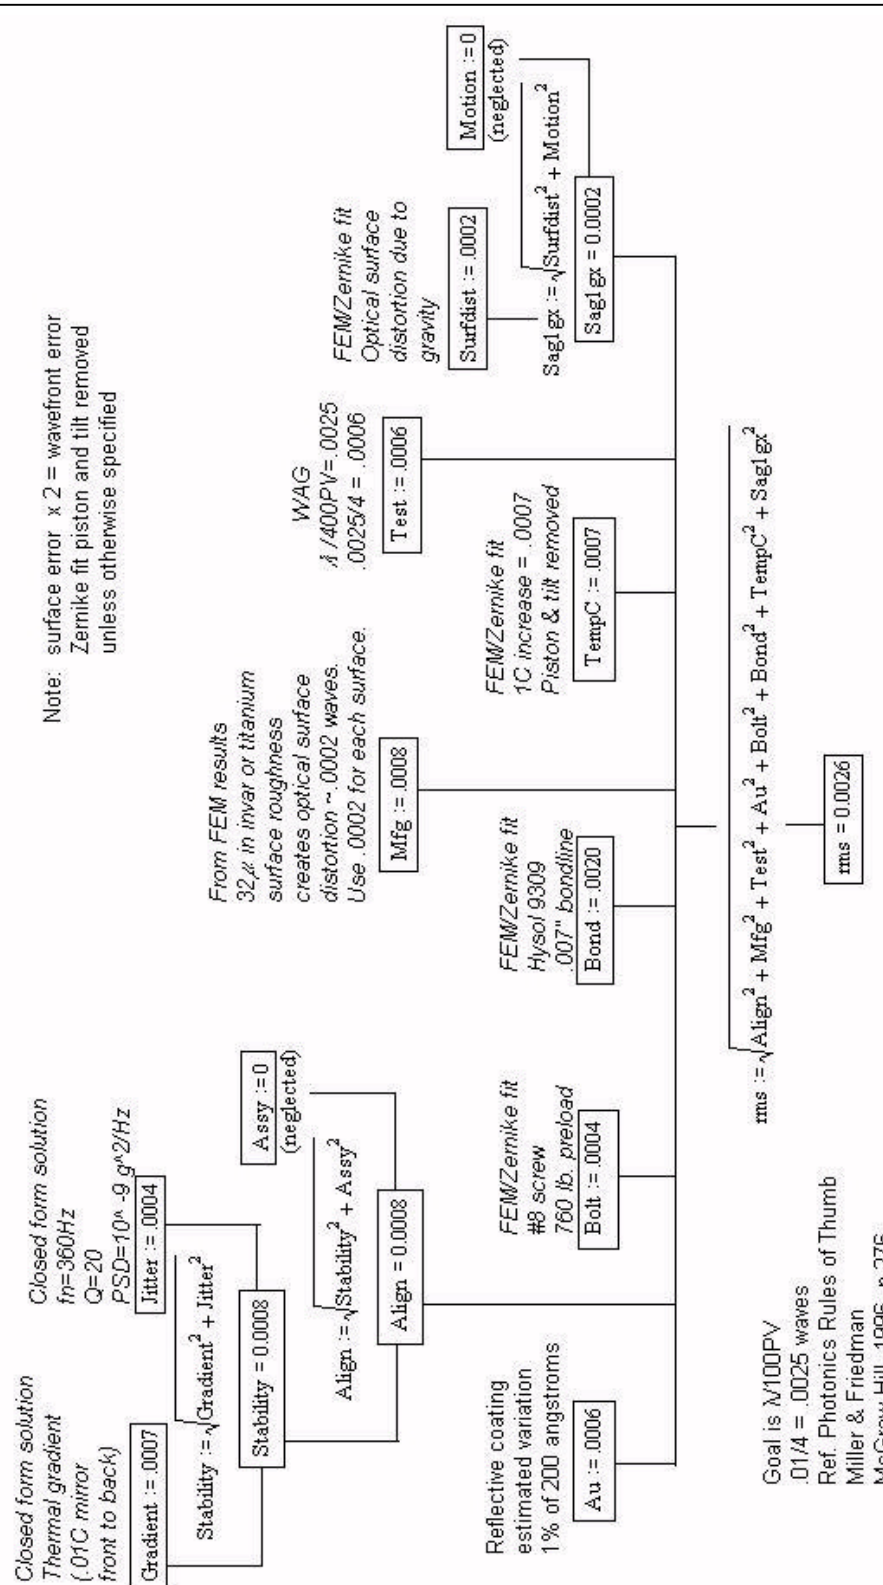 Note: surface error x 2 = wavefront error
Zernike fit piston and tilt removed
unless otherwise specified
Closed form solution
Thermal gradient
(.01C mirror
front to back)
Gradient := .0007
Closed form solution
fn=360Hz
Q=20
PSD=10^ -9 g^2/Hz
Jitter := .0004
Stability := √Gradient² + Jitter²
Stability = 0.0008
Assy := 0
(neglected)
Align := √Stability² + Assy²
Align = 0.0008
From FEM results
32µ in invar or titanium
surface roughness
creates optical surface
distortion ~.0002 waves.
Use .0002 for each surface.
Mfg := .0008
WAG
λ/400PV=.0025
.0025/4 = .0006
Test := .0006
FEM/Zernike fit
Optical surface
distortion due to
gravity
Surfdist := .0002
Motion := 0
(neglected)
Sag1gx := √Surfdist² + Motion²
Sag1gx = 0.0002
Reflective coating
estimated variation
1% of 200 angstroms
Au := .0006
FEM/Zernike fit
#8 screw
760 lb. preload
Bolt := .0004
FEM/Zernike fit
Hysol 9309
.007" bondline
Bond := .0020
FEM/Zernike fit
1C increase = .0007
Piston & tilt removed
TempC := .0007
rms := √Align² + Mfg² + Test² + Au² + Bolt² + Bond² + TempC² + Sag1gx²
rms = 0.0026
Goal is λ/100PV
.01/4 = .0025 waves
Ref. Photonics Rules of Thumb
Miller & Friedman
McGraw Hill, 1996, p.276